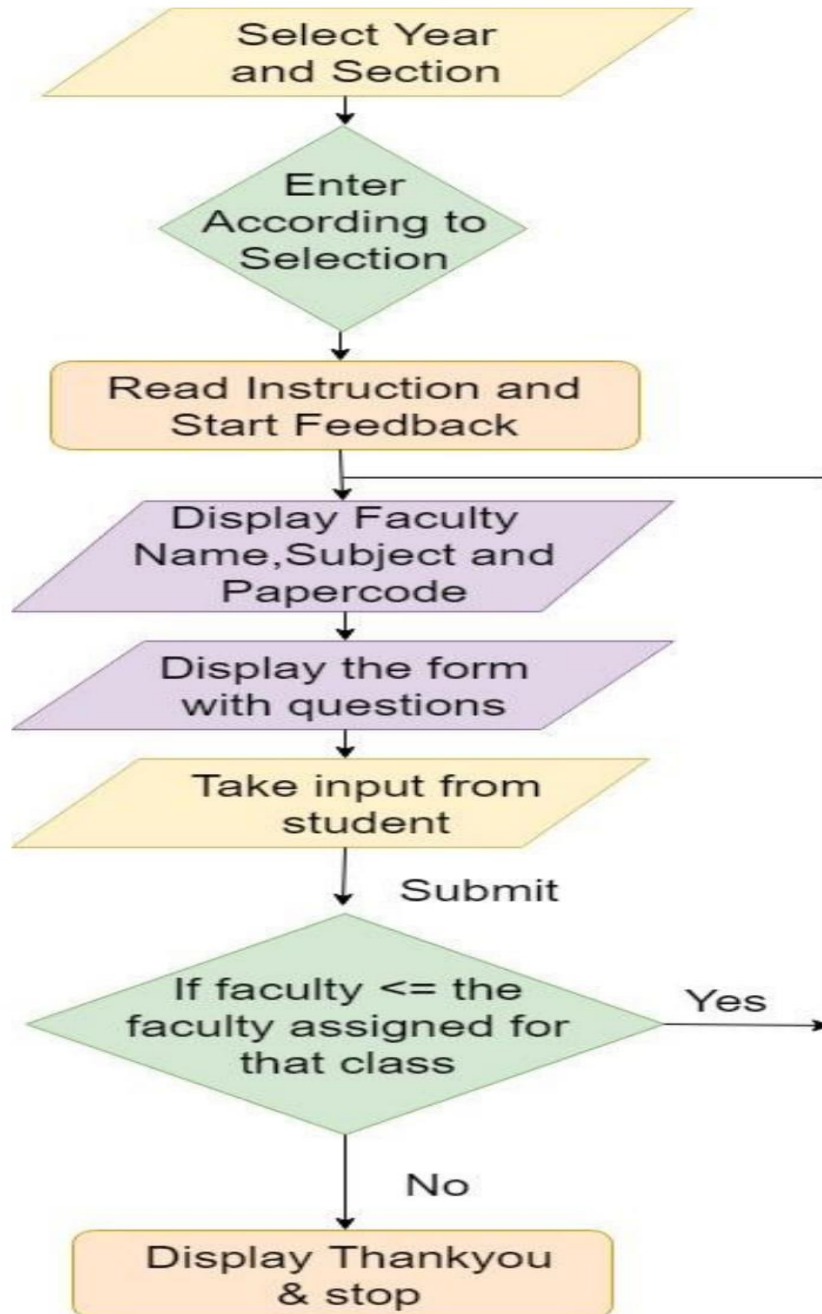 Select Year
and Section
Enter
According to
Selection
Read Instruction and
Start Feedback
Display Faculty
Name,Subject and
Papercode
Display the form
with questions
Take input from
student
Submit
If faculty <= the
faculty assigned for
that class
Yes
No
Display Thankyou
& stop